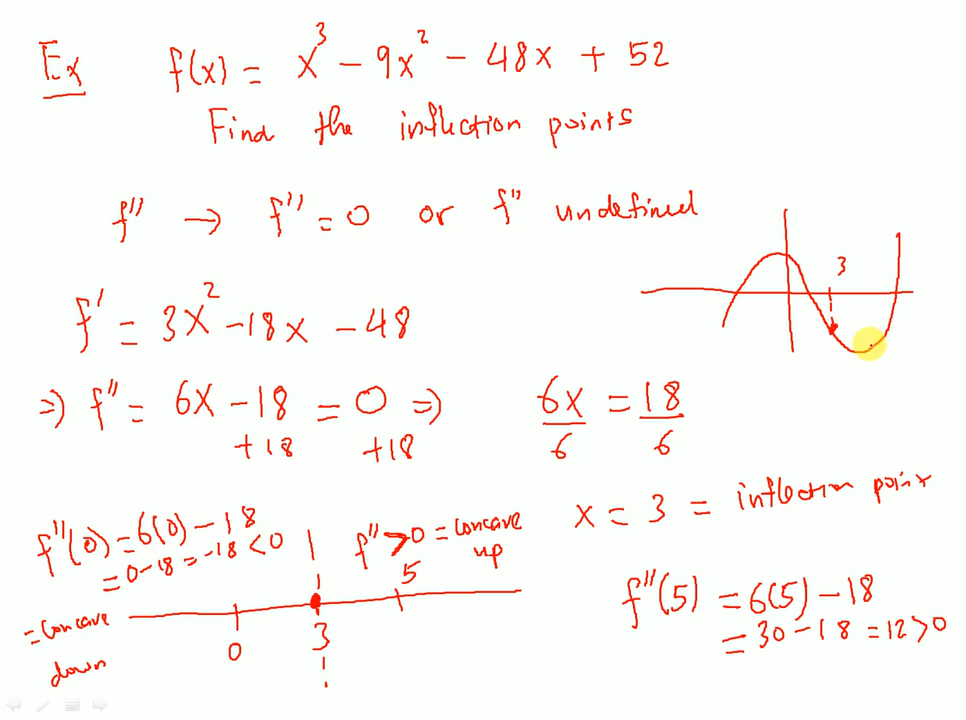 Ex f(x) = x³ - 9x² - 48x + 52
Find the inflection points
f'' → f'' = 0 or f'' undefined
3
f' = 3x² - 18x - 48
⇒ f'' = 6x - 18 = 0 ⇒ 6x/6 = 18/6
+18 +18
x = 3 = inflection point
f''(0) = 6(0) - 18
= 0 - 18 = -18 < 0
= Concave down
f'' > 0 = Concave up
0 3 5
f''(5) = 6(5) - 18
= 30 - 18 = 12 > 0